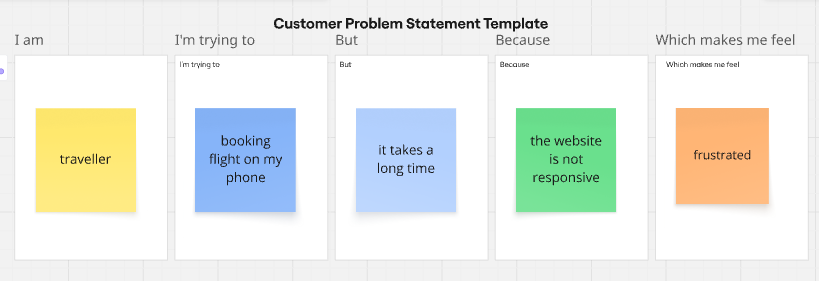 Customer Problem Statement Template
I am
I'm trying to
But
Because
Which makes me feel
I'm trying to
But
Because
Which makes me feel
traveller
booking
flight on my
phone
it takes a
long time
the website
is not
responsive
frustrated